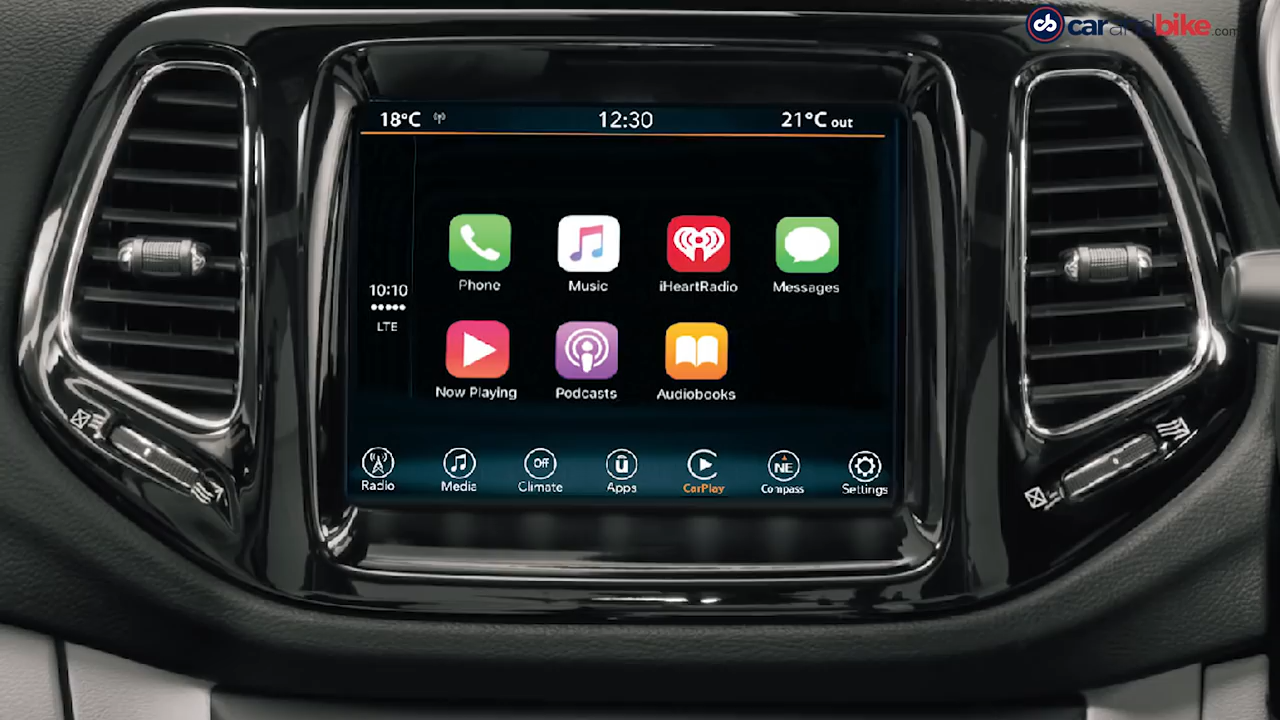 carandbike.com
18°C 12:30 21°C out
Phone Music iHeartRadio Messages
10:10
LTE
Now Playing Podcasts Audiobooks
Off NE
Radio Media Climate Apps CarPlay Compass Settings